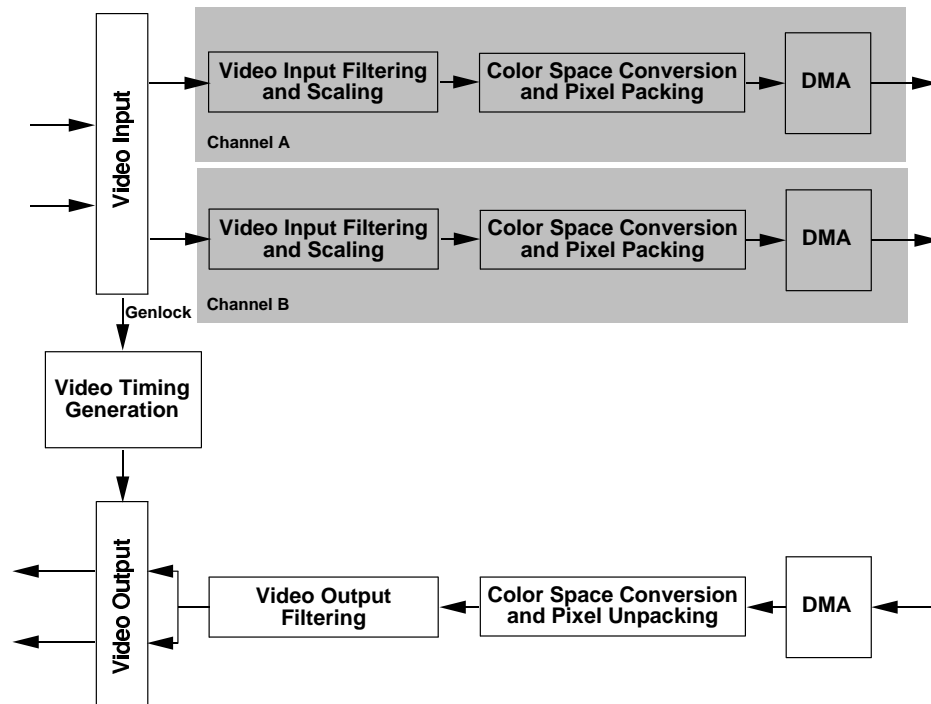 Video Input
Video Input Filtering
and Scaling
Color Space Conversion
and Pixel Packing
DMA
Channel A
Video Input Filtering
and Scaling
Color Space Conversion
and Pixel Packing
DMA
Channel B
Genlock
Video Timing
Generation
Video Output
Video Output
Filtering
Color Space Conversion
and Pixel Unpacking
DMA